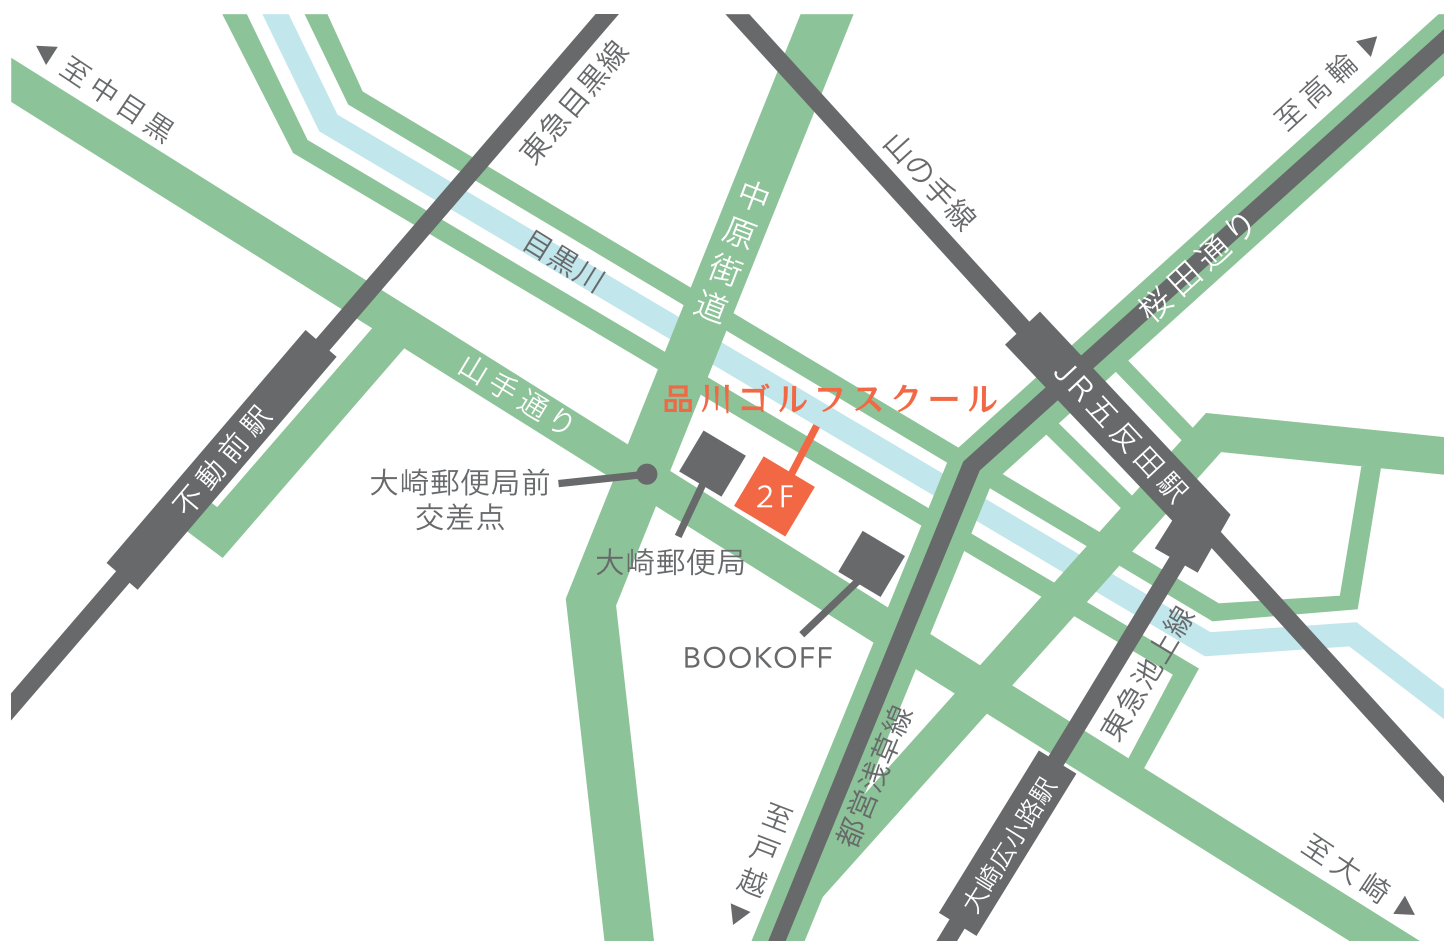 至中目黒
東急目黒線
山の手線
至高輪
中原街道
目黒川
桜田通り
山手通り
品川ゴルフスクール
JR五反田駅
不動前駅
大崎郵便局前
交差点
2F
大崎郵便局
BOOKOFF
東急池上線
都営浅草線
大崎広小路駅
至戸越
至大崎